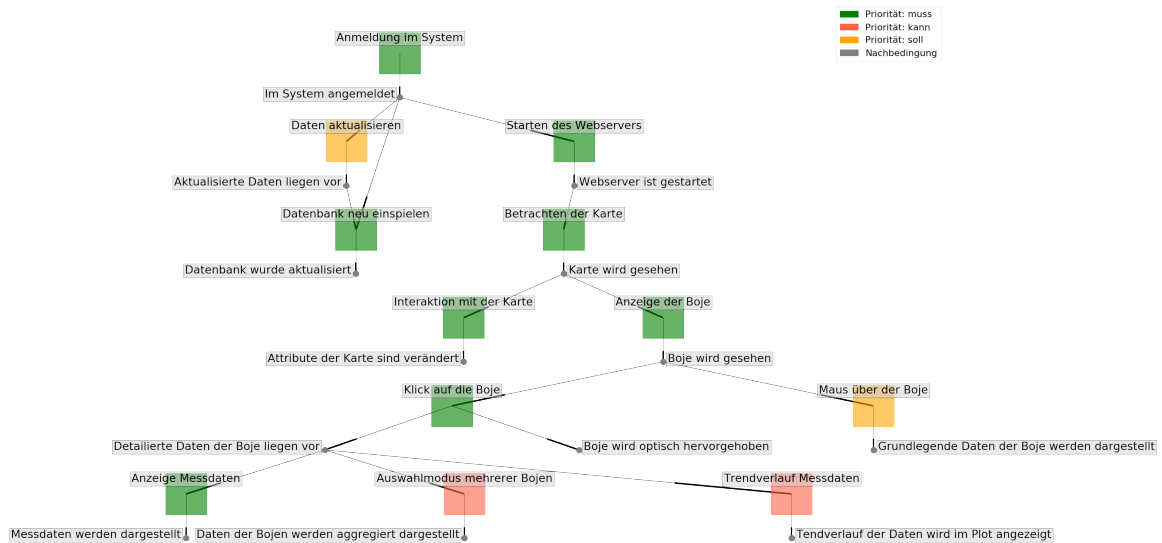 Priorität: muss
Priorität: kann
Priorität: soll
Nachbedingung
Anmeldung im System
Im System angemeldet
Daten aktualisieren
Starten des Webservers
Aktualisierte Daten liegen vor
Webserver ist gestartet
Datenbank neu einspielen
Betrachten der Karte
Datenbank wurde aktualisiert
Karte wird gesehen
Interaktion mit der Karte
Anzeige der Boje
Attribute der Karte sind verändert
Boje wird gesehen
Klick auf die Boje
Maus über der Boje
Detailierte Daten der Boje liegen vor
Boje wird optisch hervorgehoben
Grundlegende Daten der Boje werden dargestellt
Anzeige Messdaten
Auswahlmodus mehrerer Bojen
Trendverlauf Messdaten
Messdaten werden dargestellt
Daten der Bojen werden aggregiert dargestellt
Tendverlauf der Daten wird im Plot angezeigt